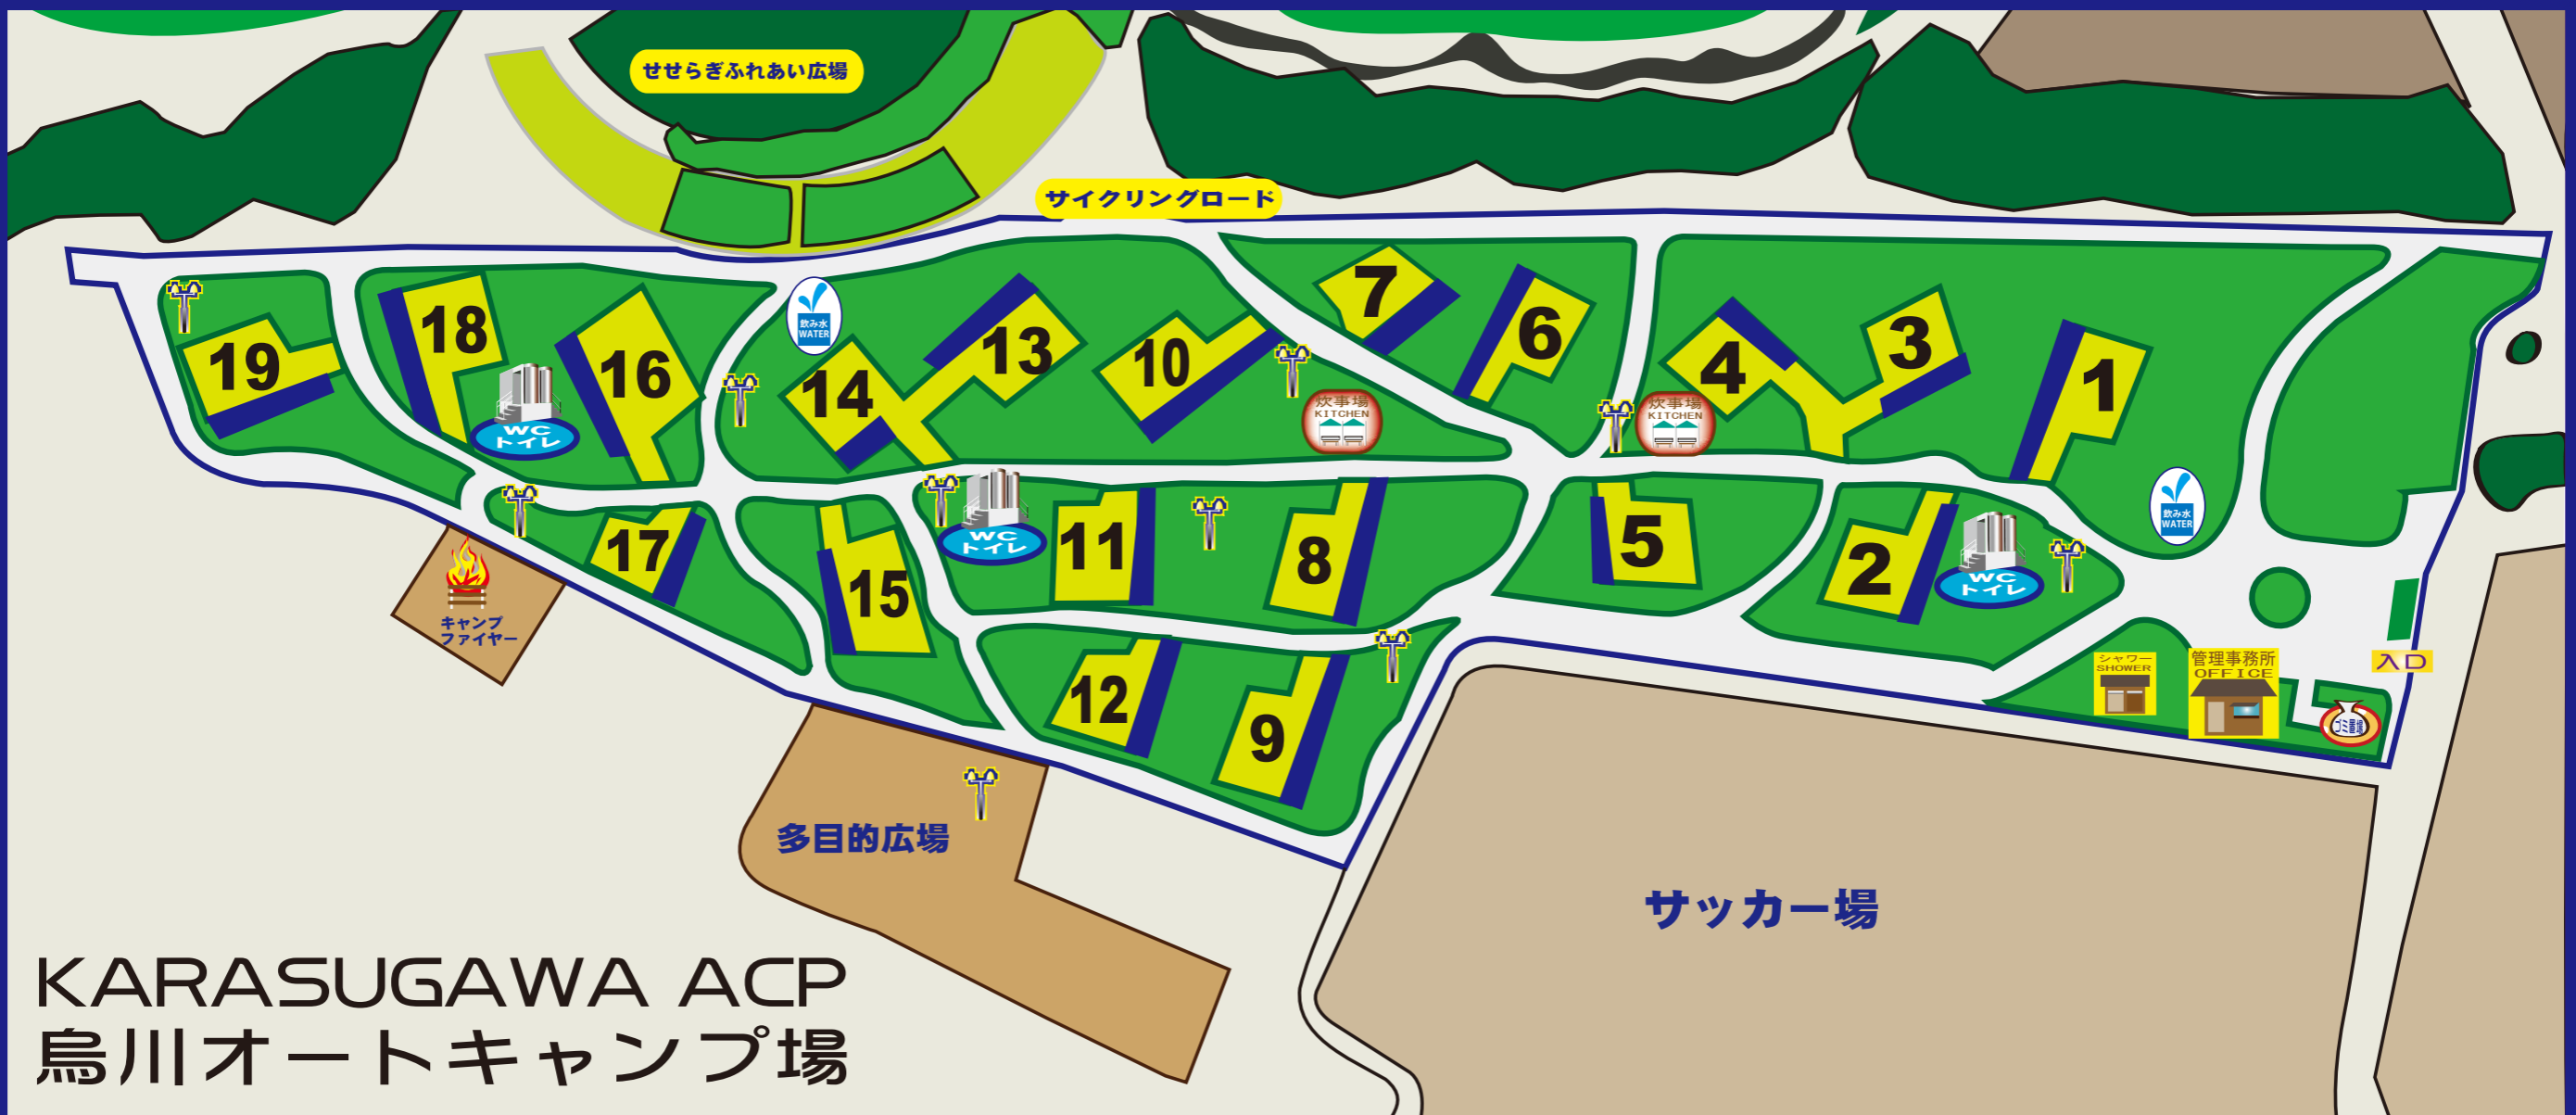 せせらぎふれあい広場
サイクリングロード
7
6
4
3
1
18
19
16
飲み水
WATER
14
13
10
炊事場
KITCHEN
炊事場
KITCHEN
WC
トイレ
飲み水
WATER
17
15
WC
トイレ
11
8
5
2
WC
トイレ
キャンプ
ファイヤー
12
9
シャワー
SHOWER
管理事務所
OFFICE
入口
ゴミ置場
多目的広場
サッカー場
KARASUGAWA ACP
烏川オートキャンプ場